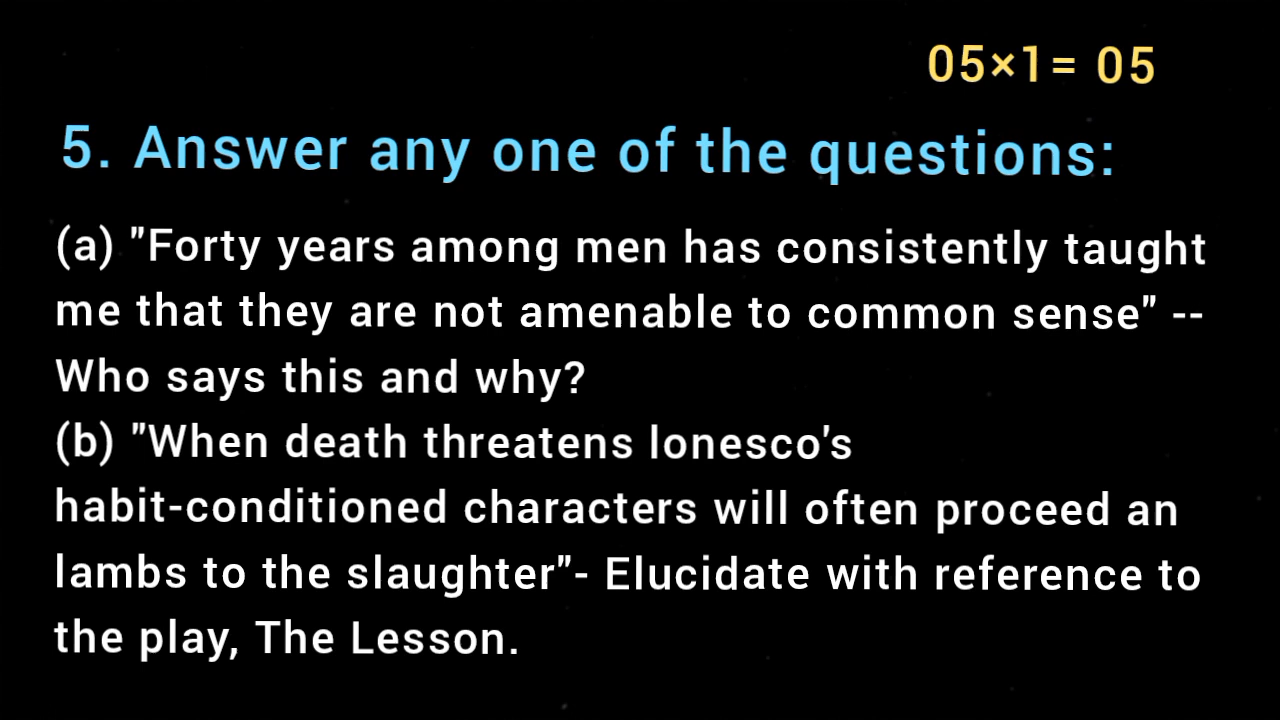 05×1= 05
5. Answer any one of the questions:
(a) "Forty years among men has consistently taught
me that they are not amenable to common sense" --
Who says this and why?
(b) "When death threatens lonesco's
habit-conditioned characters will often proceed an
lambs to the slaughter"- Elucidate with reference to
the play, The Lesson.